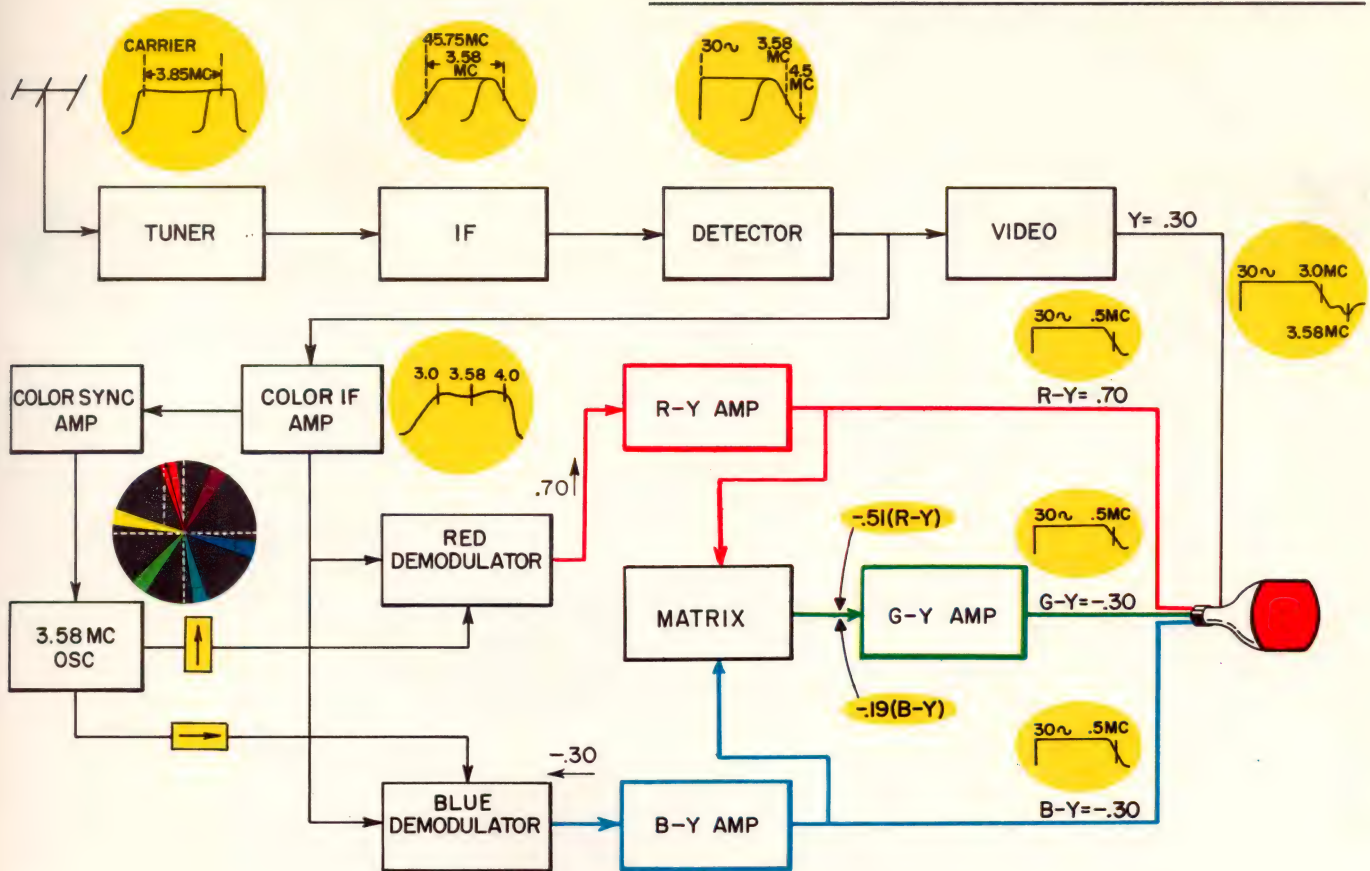 CARRIER
3.85MC
45.75MC
3.58
MC
30~
3.58
MC
4.5
MC
TUNER
IF
DETECTOR
VIDEO
Y= .30
30~ 3.0MC
3.58MC
30~ .5MC
R-Y= .70
COLOR SYNC
AMP
COLOR IF
AMP
3.0 3.58 4.0
R-Y AMP
.70
RED
DEMODULATOR
-.51(R-Y)
30~ .5MC
MATRIX
G-Y AMP
G-Y=-.30
3.58 MC
OSC
-.19(B-Y)
30~ .5MC
-.30
BLUE
DEMODULATOR
B-Y AMP
B-Y=-.30